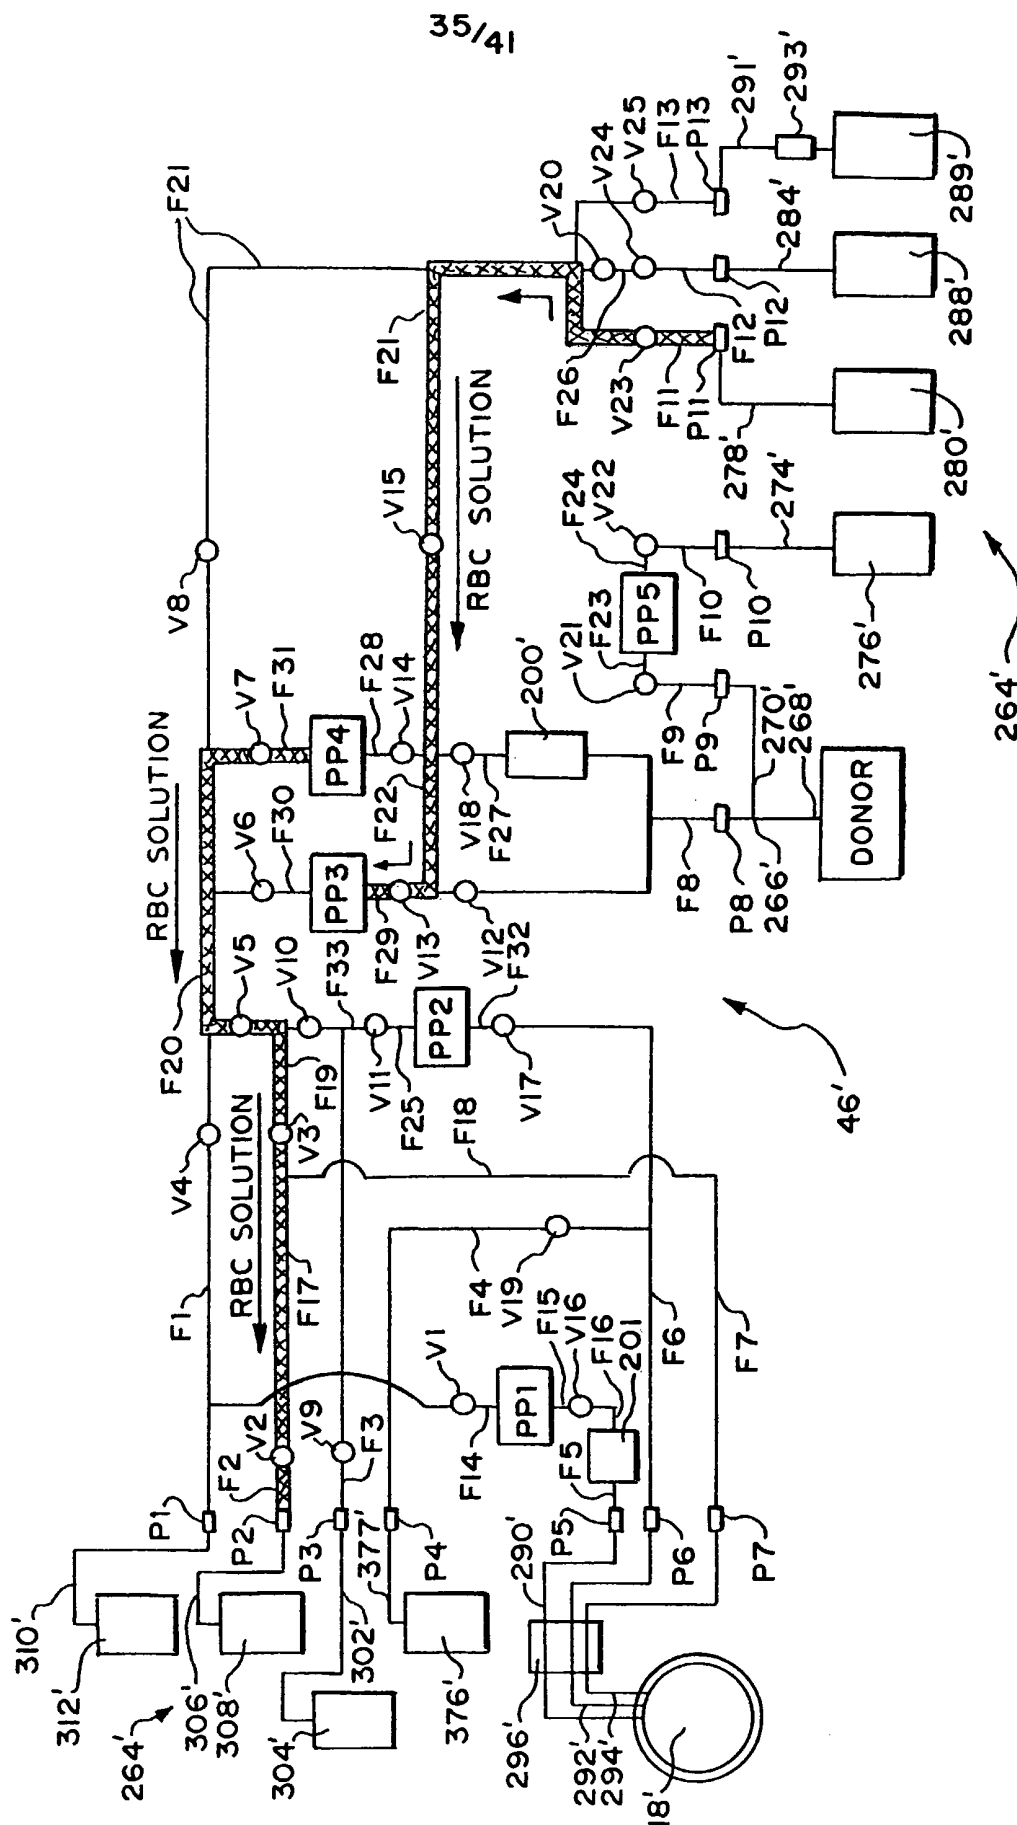 35/41
F21
V8
RBC SOLUTION
V7
F31
V6
F30
PP4
F28
V14
PP3
F29
V13
F22
F21
V15
RBC SOLUTION
V20
V24
V25
F13
P13
291'
293'
289'
F26
V23
F11
P11
F12
P12
284'
288'
278'
280'
F24
V22
PP5
V21
F23
F10
P10
274'
276'
F9
P9
270'
268'
266'
264'
V18
F27
200'
V12
F32
F8
P8
DONOR
F20
V5
V10
F33
F19
V11
F25
PP2
V17
46'
V4
V3
F18
F1
RBC SOLUTION
F17
F4
V19
F6
F7
V1
F14
PP1
F15
V16
F16
201
F5
V2
F2
V9
F3
P1
P2
P3
P4
P5
P6
P7
310'
312'
264'
306'
308'
304'
302'
377'
376'
290'
296'
292'
294'
18'